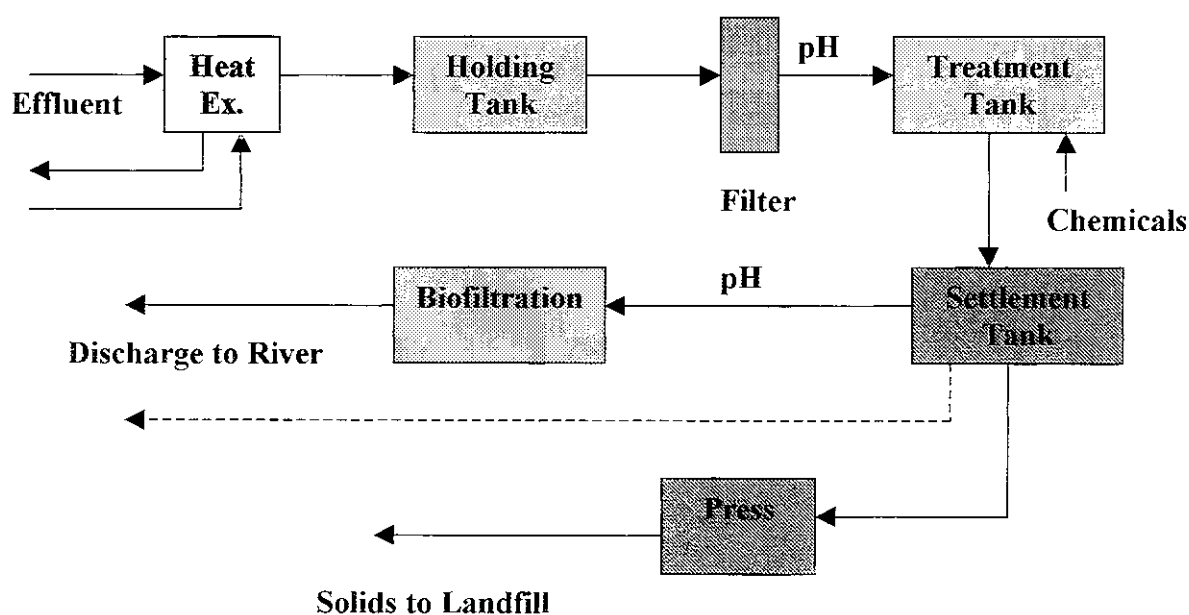 Heat
Ex.
Holding
Tank
pH
Treatment
Tank
Effluent
Filter
Chemicals
Biofiltration
pH
Settlement
Tank
Discharge to River
Press
Solids to Landfill